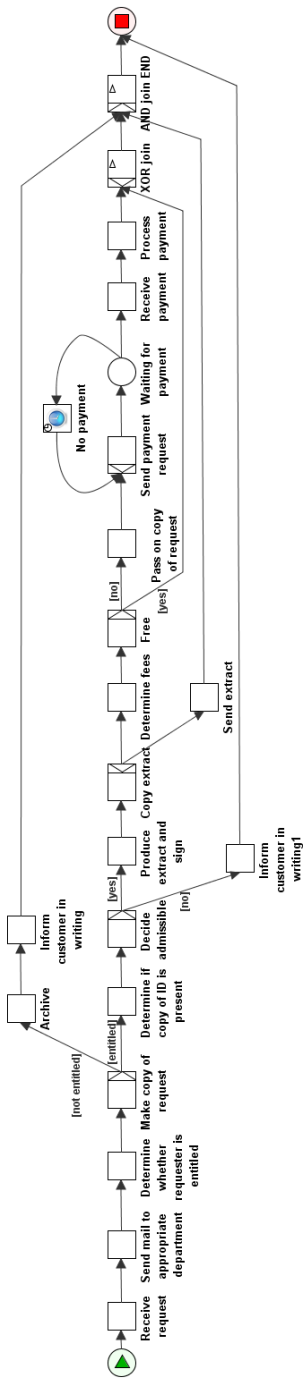 Receive
request
Send mail to
appropriate
department
Determine
whether
requester is
entitled
Make copy of
request
[not entitled]
[entitled]
Archive
Inform
customer in
writing
Determine if
copy of ID is
present
Decide
admissible
[yes]
[no]
Produce
extract and
sign
Inform
customer in
writing1
Copy extract
Send extract
Determine fees
Free
[no]
[yes]
Pass on copy
of request
Send payment
request
No payment
Waiting for
payment
Receive
payment
Process
payment
XOR join
AND join END